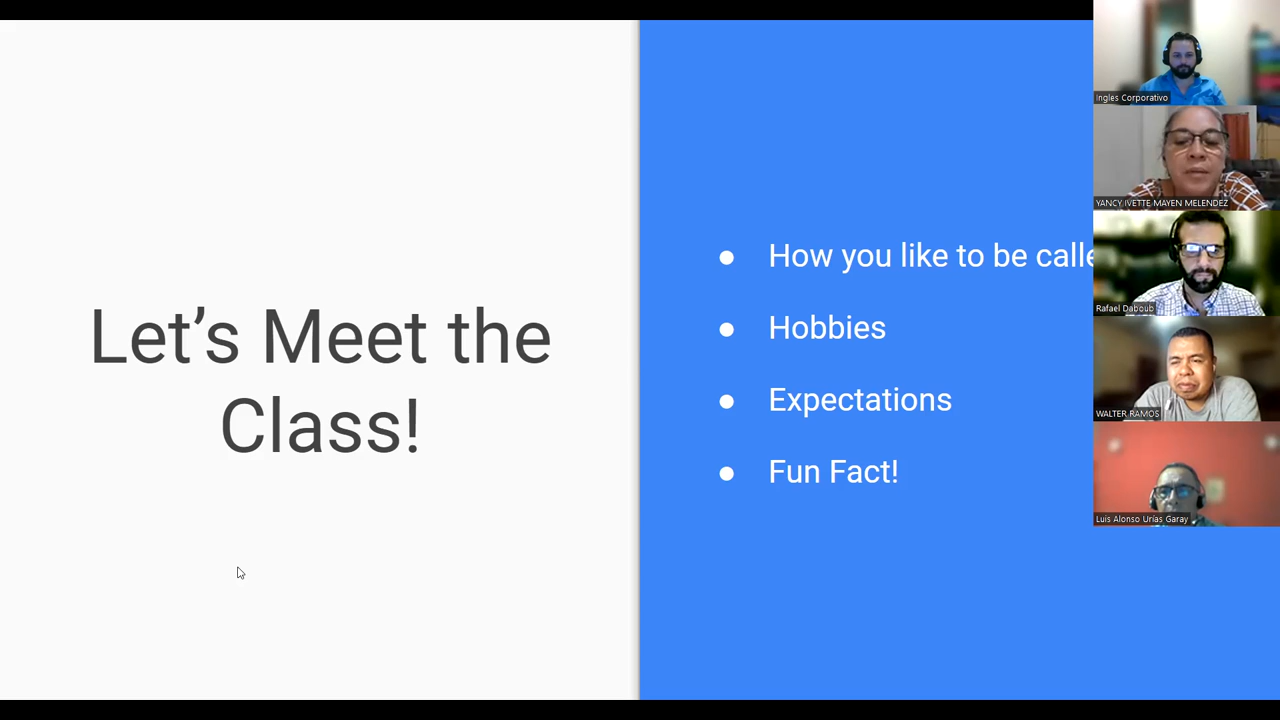 Let’s Meet the
Class!
● How you like to be calle
● Hobbies
● Expectations
● Fun Fact!
Ingles Corporativo
YANCY IVETTE MAYEN MELENDEZ
Rafael Daboub
WALTER RAMOS
Luis Alonso Urías Garay